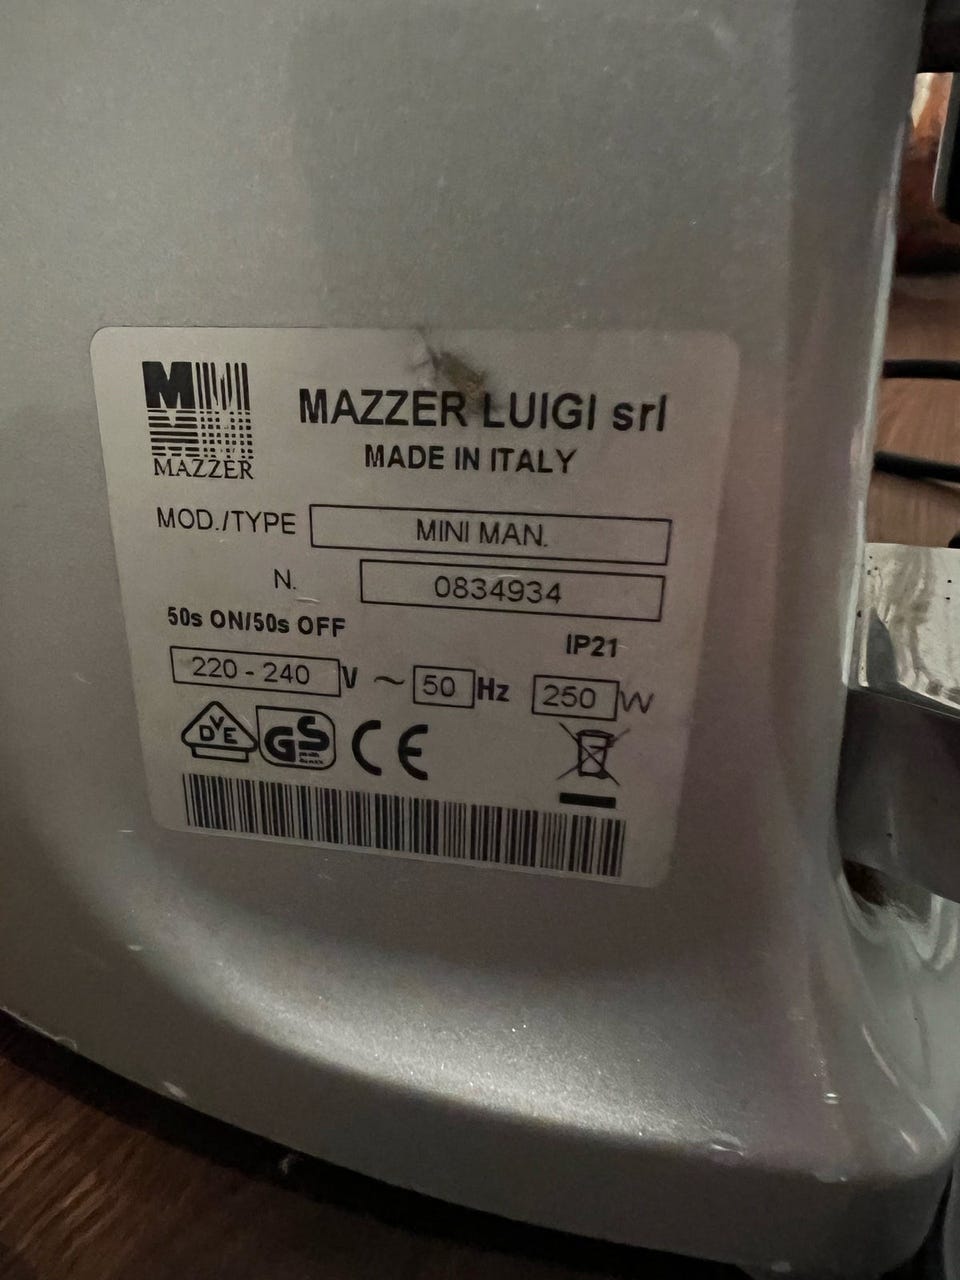 M
MAZZER
MAZZER LUIGI srl
MADE IN ITALY
MOD./TYPE MINI MAN.
N. 0834934
50s ON/50s OFF IP21
220 - 240 V ~ 50 Hz 250 W
DVE GS CE